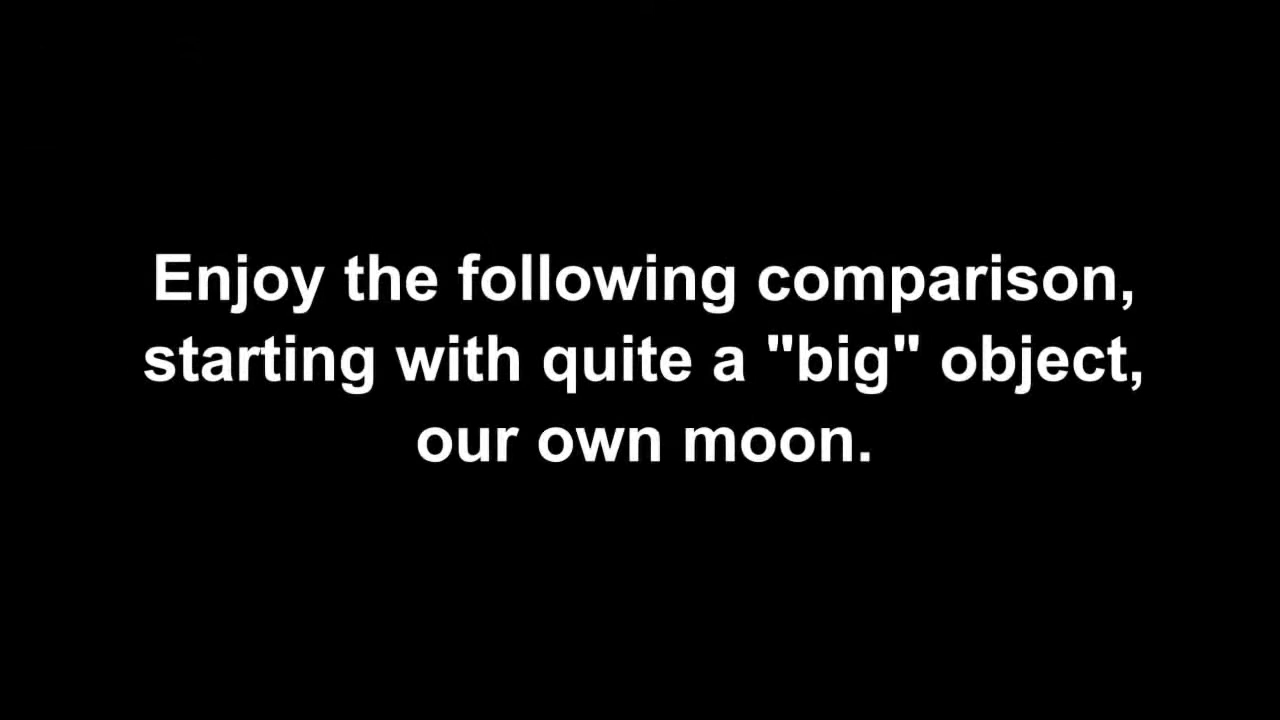 Enjoy the following comparison,
starting with quite a "big" object,
our own moon.